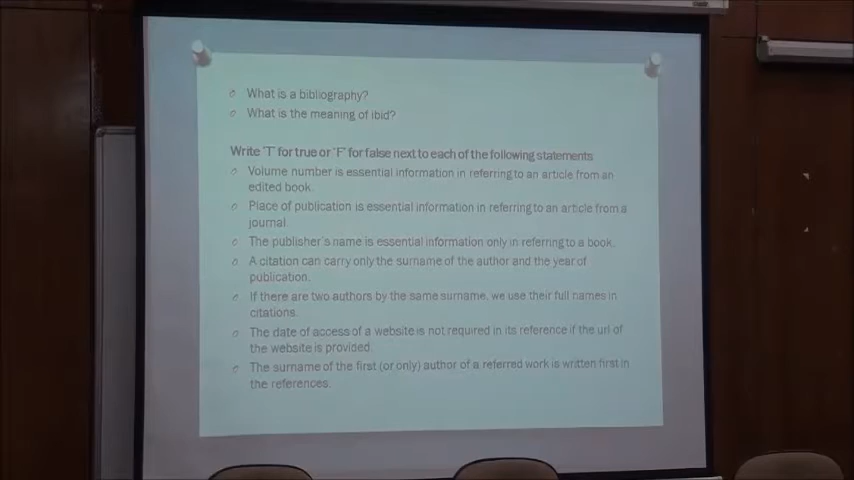 What is a bibliography?
What is the meaning of ibid?
Write "T" for true or "F" for false next to each of the following statements
Volume number is essential information in referring to an article from an
edited book.
Place of publication is essential information in referring to an article from a
journal.
The publisher's name is essential information only in referring to a book.
A citation can carry only the surname of the author and the year of
publication.
If there are two authors by the same surname, we use their full names in
citations.
The date of access of a website is not required in its reference if the url of
the website is provided.
The surname of the first (or only) author of a referred work is written first in
the references.